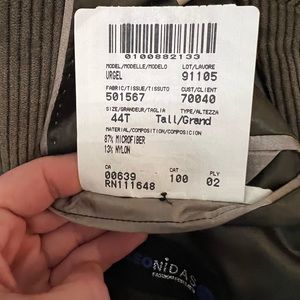 0100882133
MODEL/MODELLE/MODELO LOT/LAVORE
URGEL 91105
FABRIC/TISSUE/TISSUTO CUST/CLIENT
501567 70040
SIZE/GRANDEUR/TAGLIA TYPE/ALTEZZA
44T Tall/Grand
MATERIAL/COMPOSITION/COMPOSICION
87% MICROFIBER
13% NYLON
CA CAT PLY
00639 100 02
RN111648
LEONIDAS